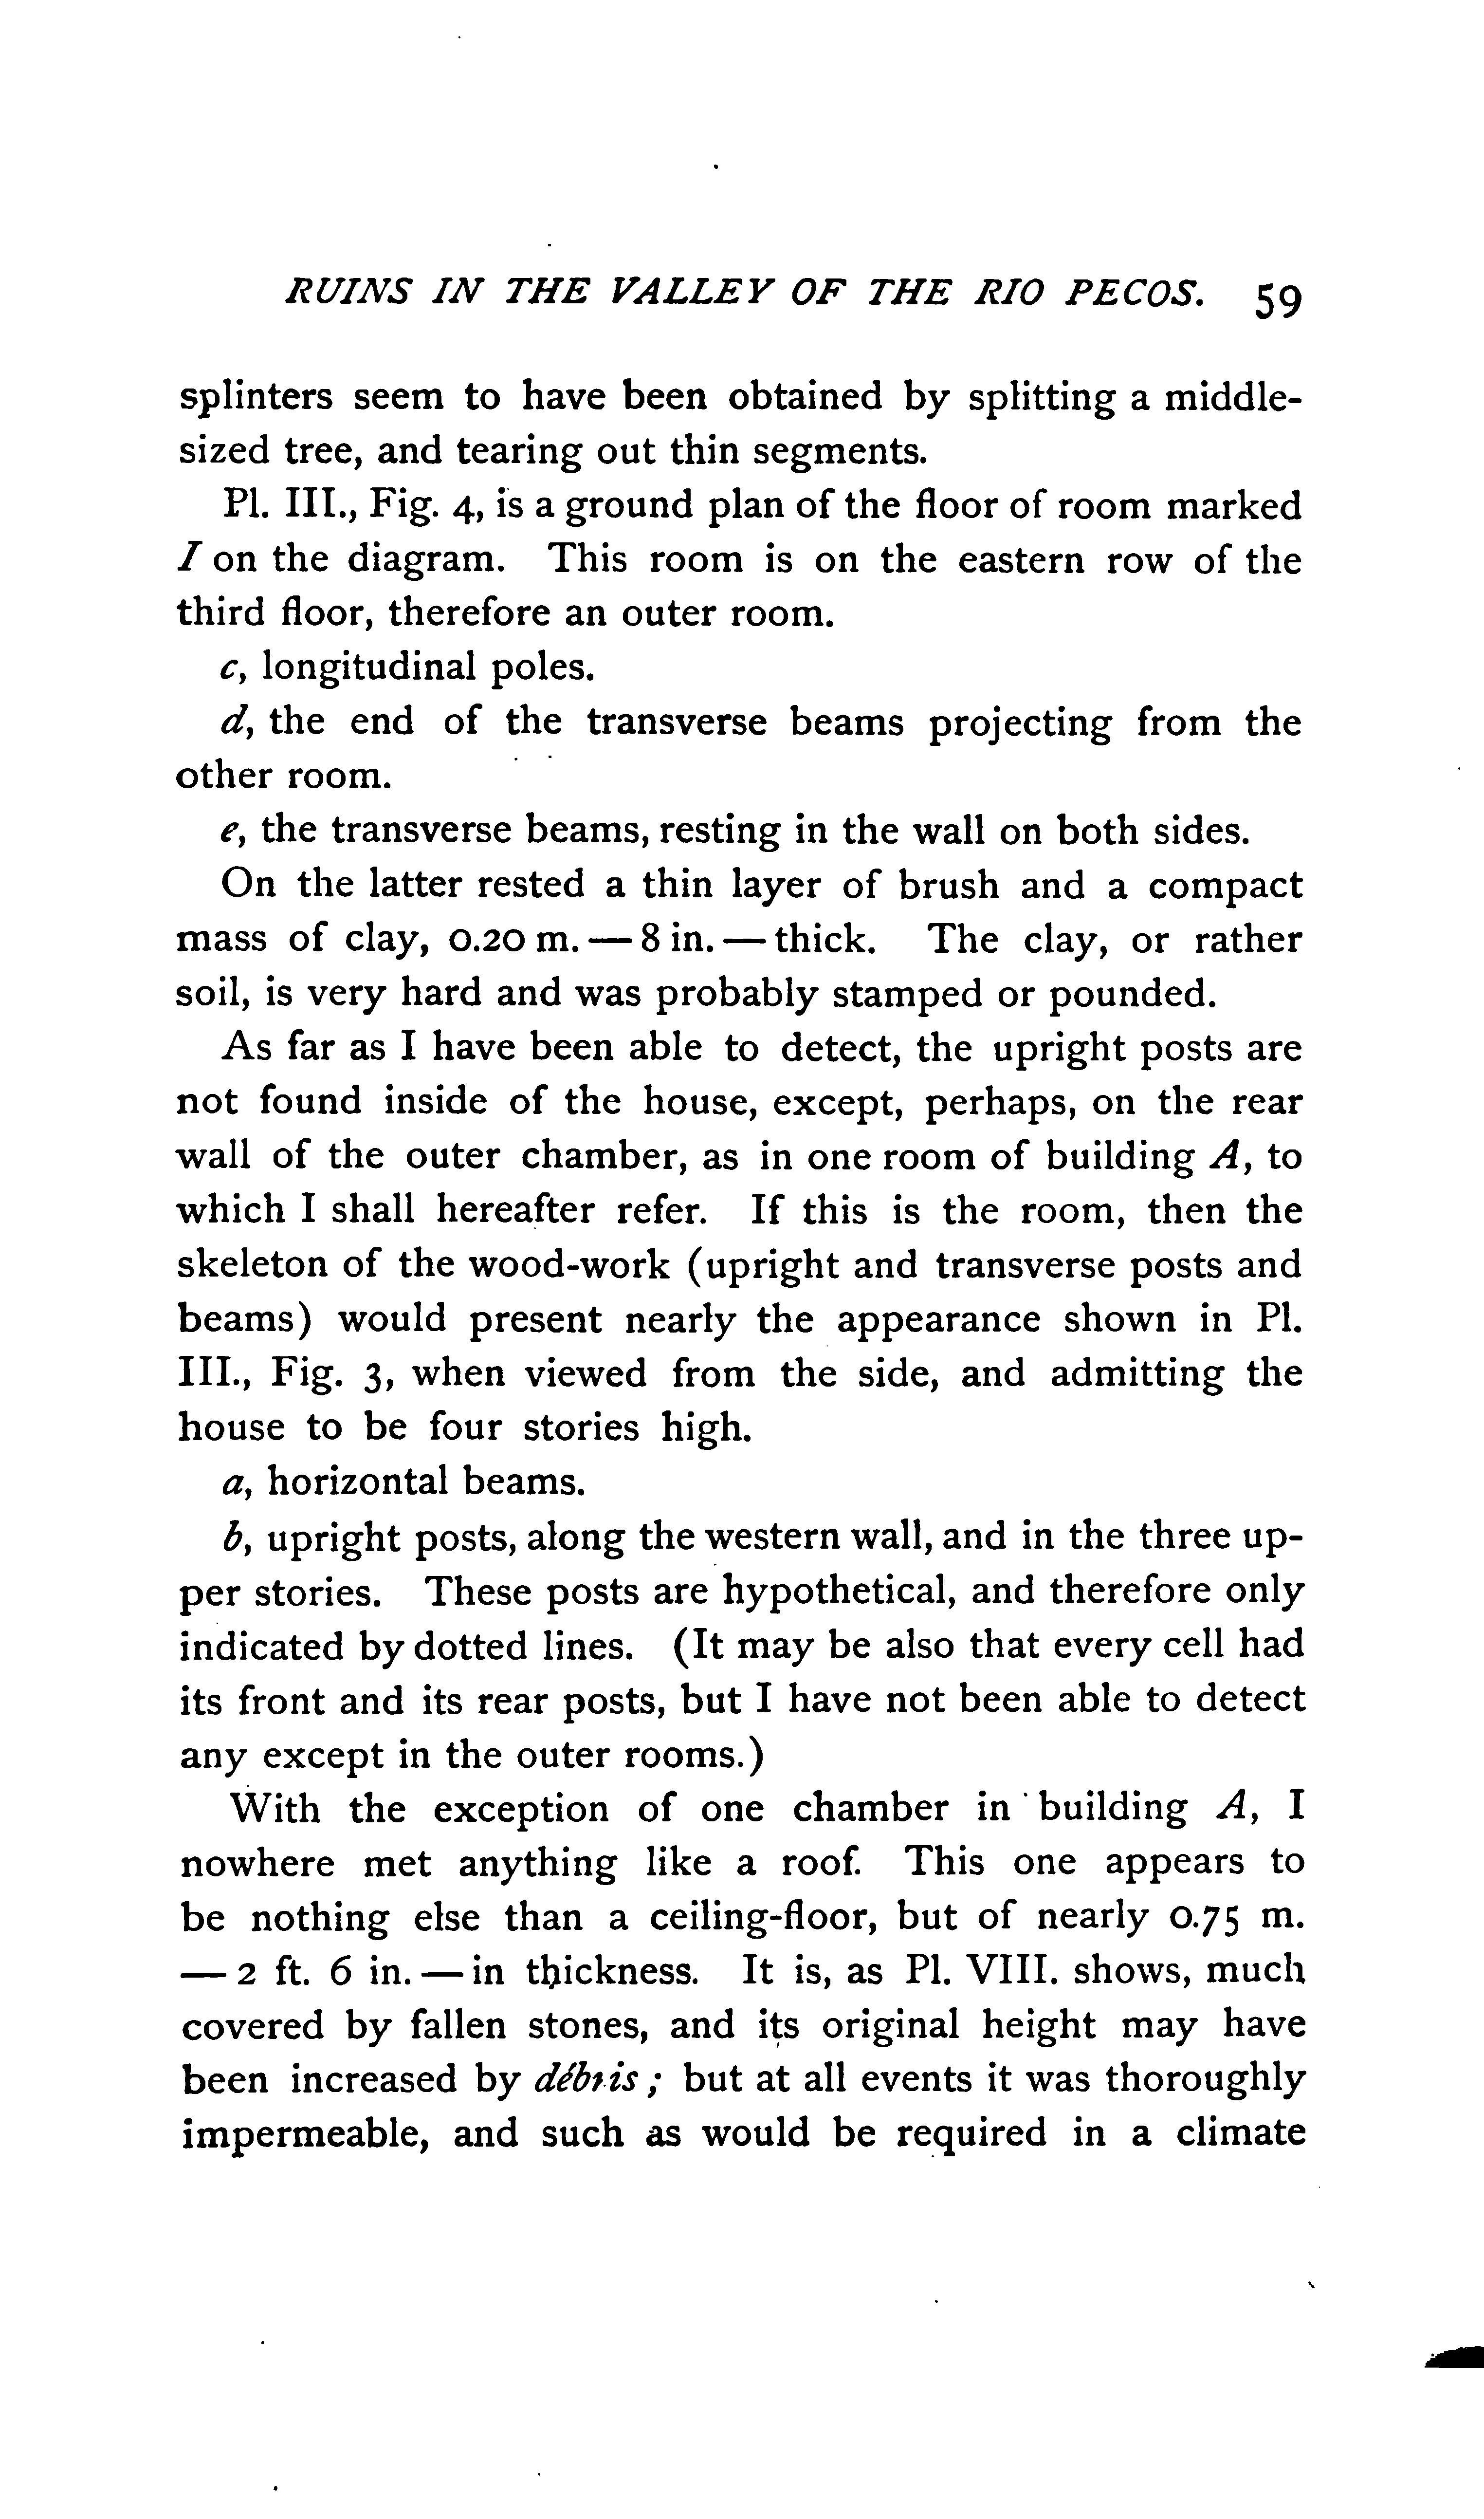 RUINS IN THE VALLEY OF THE RIO PECOS. 59
splinters seem to have been obtained by splitting a middle-
sized tree, and tearing out thin segments.
Pl. III., Fig. 4, is a ground plan of the floor of room marked
I on the diagram. This room is on the eastern row of the
third floor, therefore an outer room.
c, longitudinal poles.
d, the end of the transverse beams projecting from the
other room.
e, the transverse beams, resting in the wall on both sides.
On the latter rested a thin layer of brush and a compact
mass of clay, 0.20 m. — 8 in. — thick. The clay, or rather
soil, is very hard and was probably stamped or pounded.
As far as I have been able to detect, the upright posts are
not found inside of the house, except, perhaps, on the rear
wall of the outer chamber, as in one room of building A, to
which I shall hereafter refer. If this is the room, then the
skeleton of the wood-work (upright and transverse posts and
beams) would present nearly the appearance shown in Pl.
III., Fig. 3, when viewed from the side, and admitting the
house to be four stories high.
a, horizontal beams.
b, upright posts, along the western wall, and in the three up-
per stories. These posts are hypothetical, and therefore only
indicated by dotted lines. (It may be also that every cell had
its front and its rear posts, but I have not been able to detect
any except in the outer rooms.)
With the exception of one chamber in building A, I
nowhere met anything like a roof. This one appears to
be nothing else than a ceiling-floor, but of nearly 0.75 m.
— 2 ft. 6 in. — in thickness. It is, as Pl. VIII. shows, much
covered by fallen stones, and its original height may have
been increased by débris; but at all events it was thoroughly
impermeable, and such as would be required in a climate